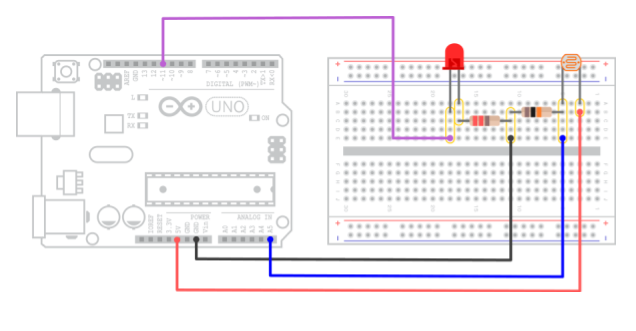 AREF
GND
13
12
~11
~10
~9
8
7
~6
~5
4
~3
2
TX→1
RX←0
DIGITAL (PWM~)
L
TX
RX
UNO
ON
IOREF
RESET
3.3V
5V
GND
GND
Vin
POWER
ANALOG IN
A0
A1
A2
A3
A4
A5
+
-
+
-
+
-
+
-